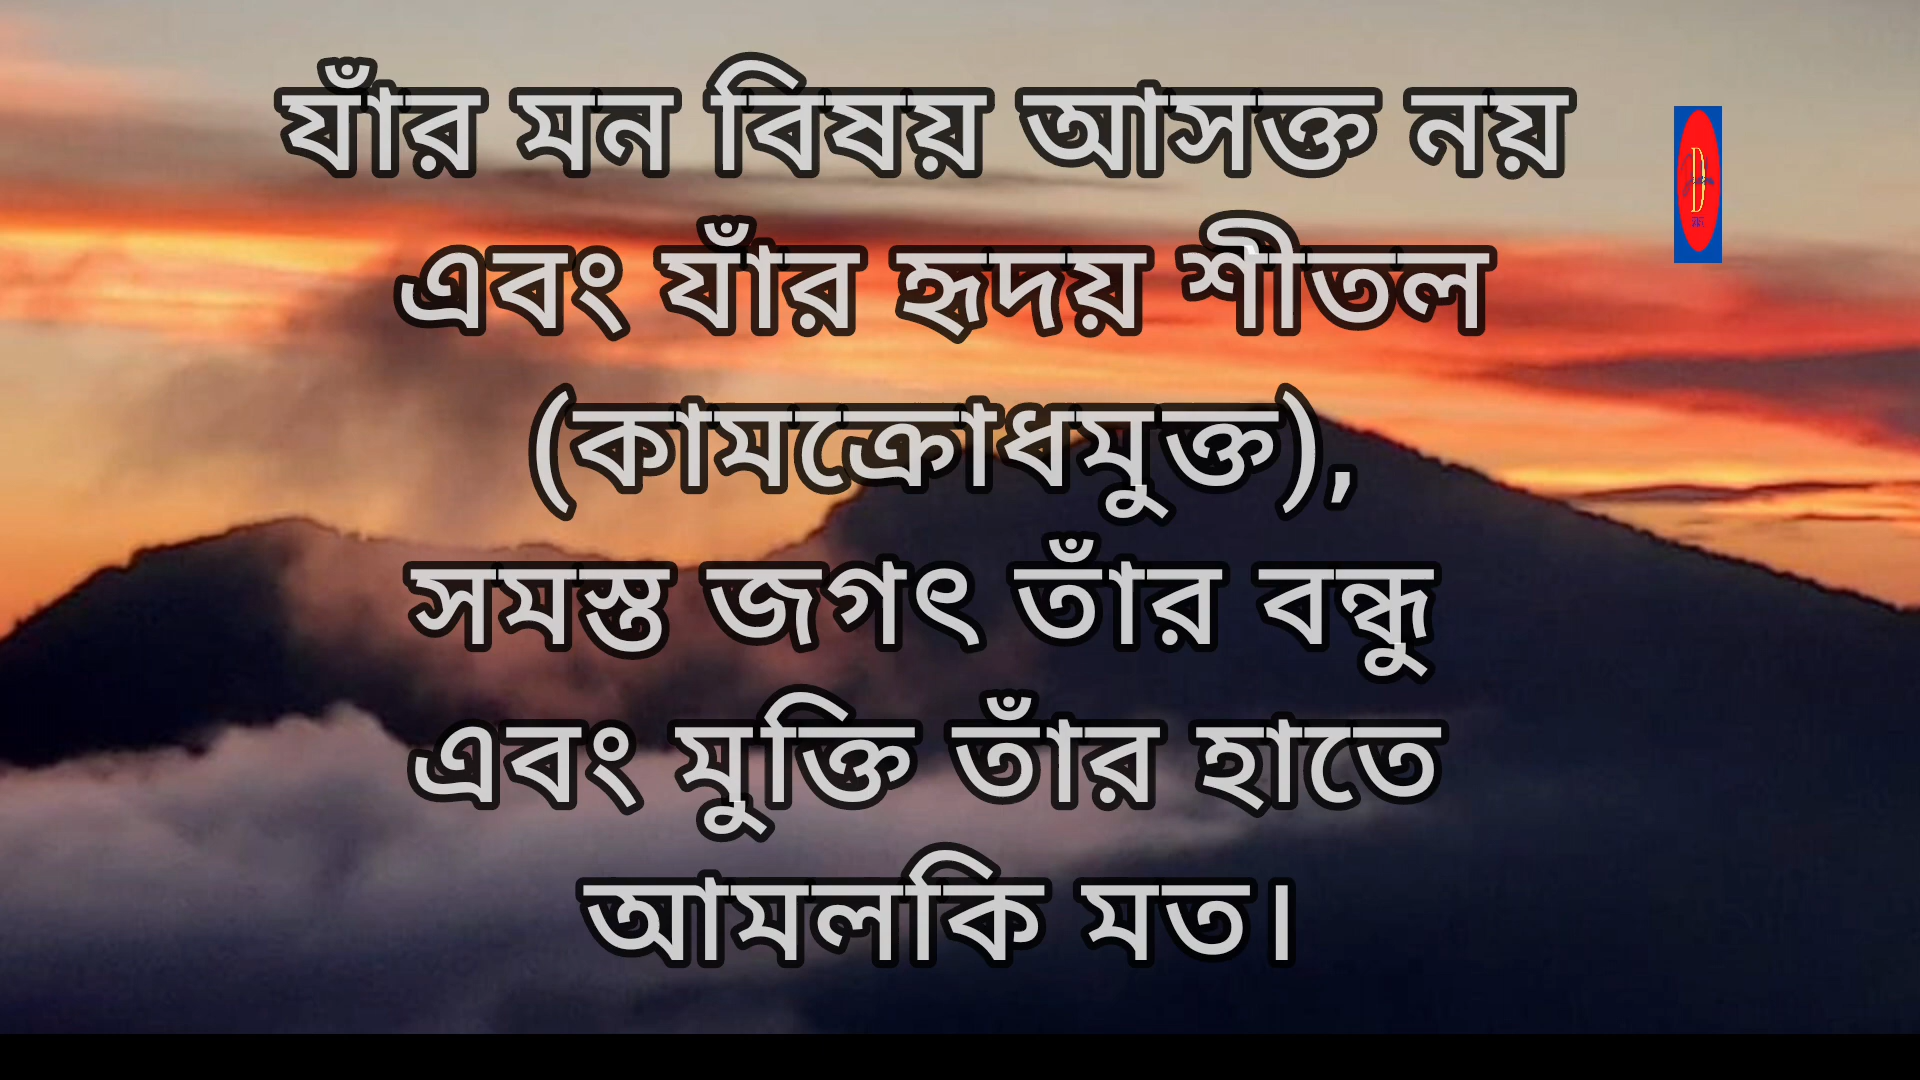 যাঁর মন বিষয় আসক্ত নয়
এবং যাঁর হৃদয় শীতল
(কামক্রোধমুক্ত),
সমস্ত জগৎ তাঁর বন্ধু
এবং মুক্তি তাঁর হাতে
আমলকি মত।